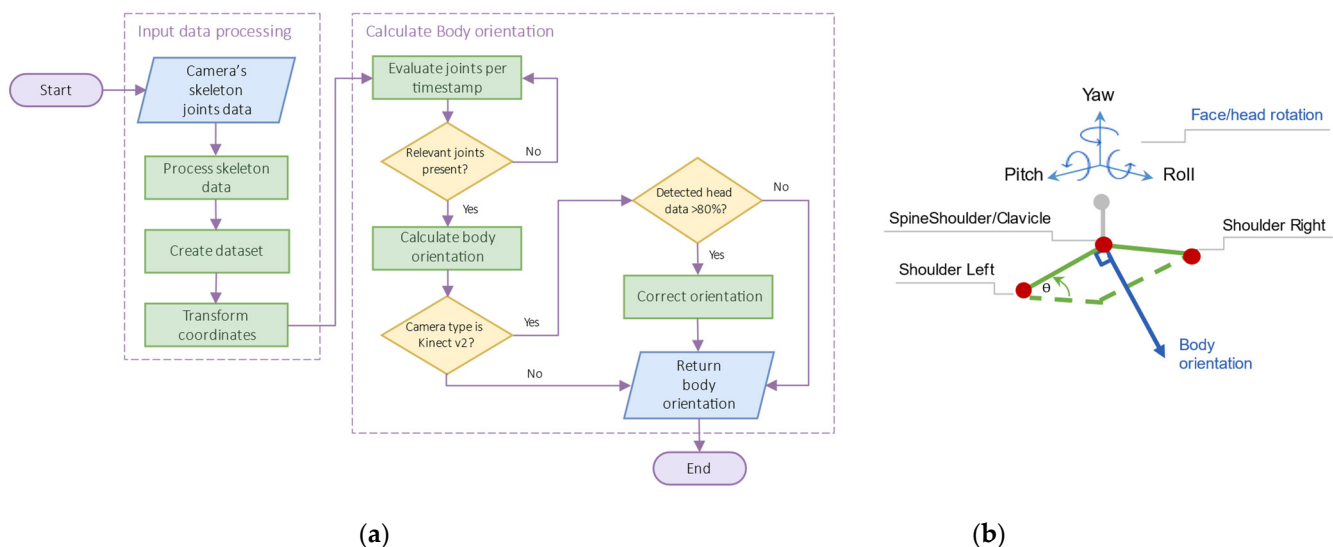 Input data processing
Start
Camera's
skeleton
joints data
Process skeleton
data
Create dataset
Transform
coordinates
Calculate Body orientation
Evaluate joints per
timestamp
Relevant joints
present?
No
Yes
Calculate body
orientation
Camera type is
Kinect v2?
Yes
No
Detected head
data >80%?
No
Yes
Correct orientation
Return
body
orientation
End
(a)
Yaw
Face/head rotation
Pitch
Roll
SpineShoulder/Clavicle
Shoulder Right
Shoulder Left
θ
Body
orientation
(b)